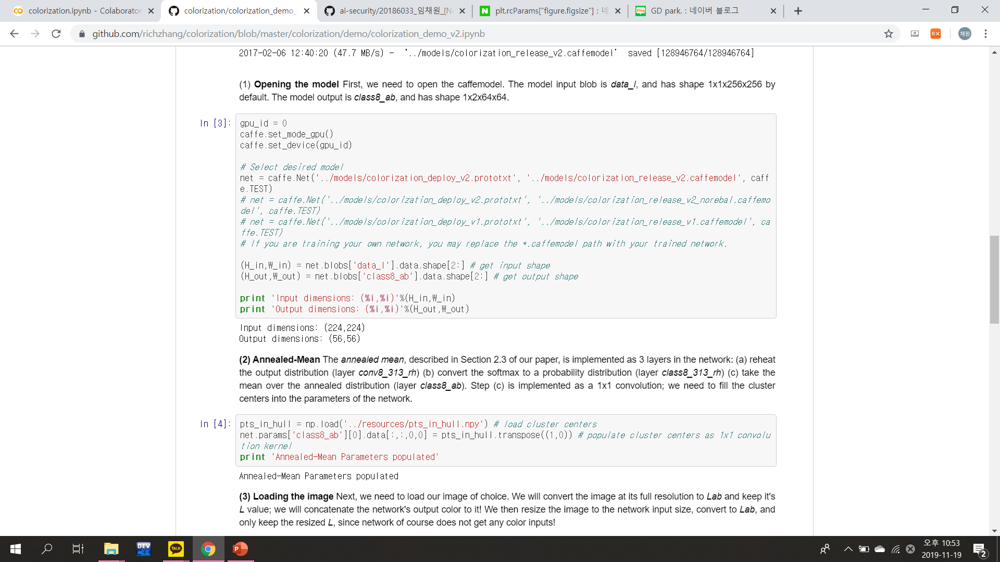 colorization.ipynb - Colaborator
colorization/colorization_demo_
ai-security/20186033_임채원_[Ne
plt.rcParams["figure.figsize"] : 네
GD park. : 네이버 블로그
github.com/richzhang/colorization/blob/master/colorization/demo/colorization_demo_v2.ipynb
EX
채원
2017-02-06 12:40:20 (47.7 MB/s) - '../models/colorization_release_v2.caffemodel' saved [128946764/128946764]
(1) Opening the model First, we need to open the caffemodel. The model input blob is data_l, and has shape 1x1x256x256 by
default. The model output is class8_ab, and has shape 1x2x64x64.
In [3]:
gpu_id = 0
caffe.set_mode_gpu()
caffe.set_device(gpu_id)
# Select desired model
net = caffe.Net('../models/colorization_deploy_v2.prototxt', '../models/colorization_release_v2.caffemodel', caff
e.TEST)
# net = caffe.Net('../models/colorization_deploy_v2.prototxt', '../models/colorization_release_v2_norebal.caffemo
del', caffe.TEST)
# net = caffe.Net('../models/colorization_deploy_v1.prototxt', '../models/colorization_release_v1.caffemodel', ca
ffe.TEST)
# If you are training your own network, you may replace the *.caffemodel path with your trained network.
(H_in,W_in) = net.blobs['data_l'].data.shape[2:] # get input shape
(H_out,W_out) = net.blobs['class8_ab'].data.shape[2:] # get output shape
print 'Input dimensions: (%i,%i)'%(H_in,W_in)
print 'Output dimensions: (%i,%i)'%(H_out,W_out)
Input dimensions: (224,224)
Output dimensions: (56,56)
(2) Annealed-Mean The annealed mean, described in Section 2.3 of our paper, is implemented as 3 layers in the network: (a) reheat
the output distribution (layer conv8_313_rh) (b) convert the softmax to a probability distribution (layer class8_313_rh) (c) take the
mean over the annealed distribution (layer class8_ab). Step (c) is implemented as a 1x1 convolution; we need to fill the cluster
centers into the parameters of the network.
In [4]:
pts_in_hull = np.load('../resources/pts_in_hull.npy') # load cluster centers
net.params['class8_ab'][0].data[:,:,0,0] = pts_in_hull.transpose((1,0)) # populate cluster centers as 1x1 convolu
tion kernel
print 'Annealed-Mean Parameters populated'
Annealed-Mean Parameters populated
(3) Loading the image Next, we need to load our image of choice. We will convert the image at its full resolution to Lab and keep it's
L value; we will concatenate the network's output color to it! We then resize the image to the network input size, convert to Lab, and
only keep the resized L, since network of course does not get any color inputs!
DEV
C++
TALK
P
오후 10:53
2019-11-19
2